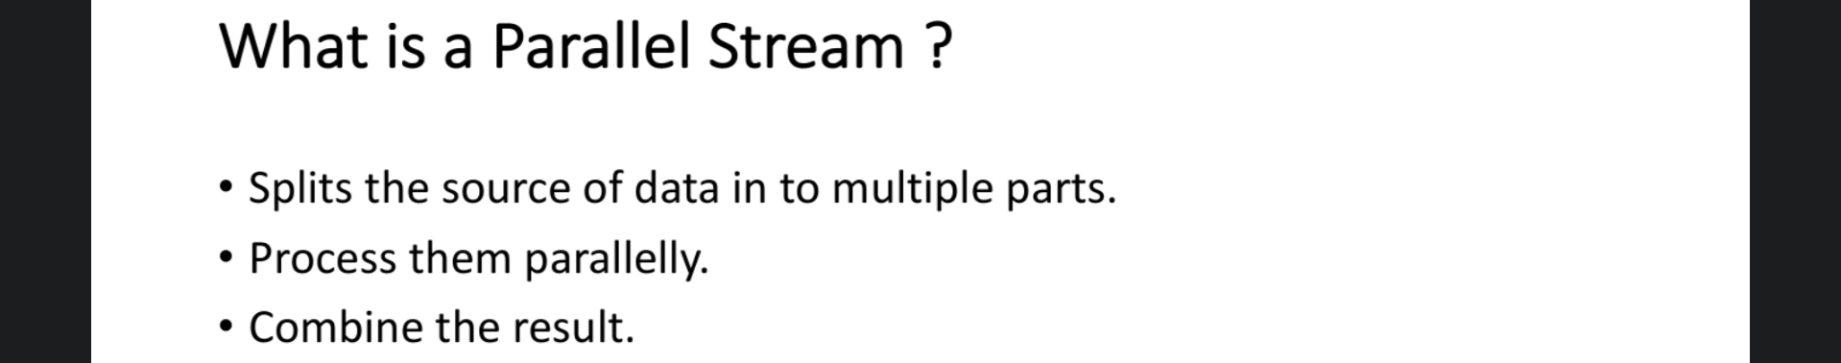 What is a Parallel Stream ?
• Splits the source of data in to multiple parts.
• Process them parallelly.
• Combine the result.